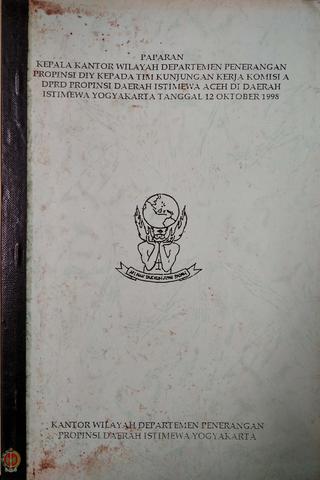 PAPARAN
KEPALA KANTOR WILAYAH DEPARTEMEN PENERANGAN
PROPINSI DIY KEPADA TIM KUNJUNGAN KERJA KOMISI A
DPRD PROPINSI DAERAH ISTIMEWA ACEH DI DAERAH
ISTIMEWA YOGYAKARTA TANGGAL 12 OKTOBER 1998
KANTOR WILAYAH DEPARTEMEN PENERANGAN
PROPINSI DAERAH ISTIMEWA YOGYAKARTA